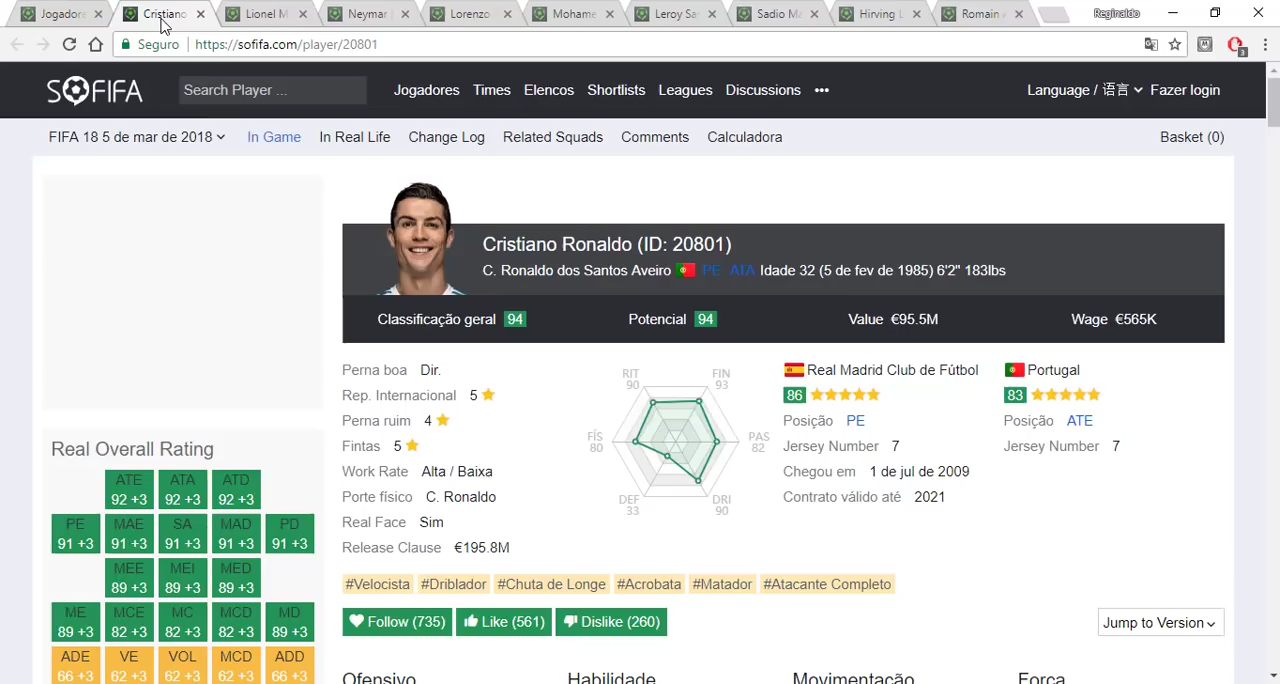 Jogadore Cristiano Lionel M Neymar Lorenzo Mohame Leroy Sa Sadio Ma Hirving L Romain Reginaldo
Seguro https://sofifa.com/player/20801
SOFIFA Search Player ... Jogadores Times Elencos Shortlists Leagues Discussions ••• Language / 语言 Fazer login
FIFA 18 5 de mar de 2018 In Game In Real Life Change Log Related Squads Comments Calculadora Basket (0)
Cristiano Ronaldo (ID: 20801)
C. Ronaldo dos Santos Aveiro PE ATA Idade 32 (5 de fev de 1985) 6'2" 183lbs
Classificação geral 94 Potencial 94 Value €95.5M Wage €565K
Perna boa Dir.
Rep. Internacional 5
Perna ruim 4
Fintas 5
Work Rate Alta / Baixa
Porte físico C. Ronaldo
Real Face Sim
Release Clause €195.8M
RIT
90
FIN
93
FÍS
80
PAS
82
DEF
33
DRI
90
Real Madrid Club de Fútbol
86
Posição PE
Jersey Number 7
Chegou em 1 de jul de 2009
Contrato válido até 2021
Portugal
83
Posição ATE
Jersey Number 7
#Velocista #Driblador #Chuta de Longe #Acrobata #Matador #Atacante Completo
Follow (735) Like (561) Dislike (260) Jump to Version
Real Overall Rating
ATE ATA ATD
92 +3 92 +3 92 +3
PE MAE SA MAD PD
91 +3 91 +3 91 +3 91 +3 91 +3
MEE MEI MED
89 +3 89 +3 89 +3
ME MCE MC MCD MD
89 +3 82 +3 82 +3 82 +3 89 +3
ADE VE VOL MCD ADD
66 +3 62 +3 62 +3 62 +3 66 +3
Ofensivo Habilidade Movimentação Força